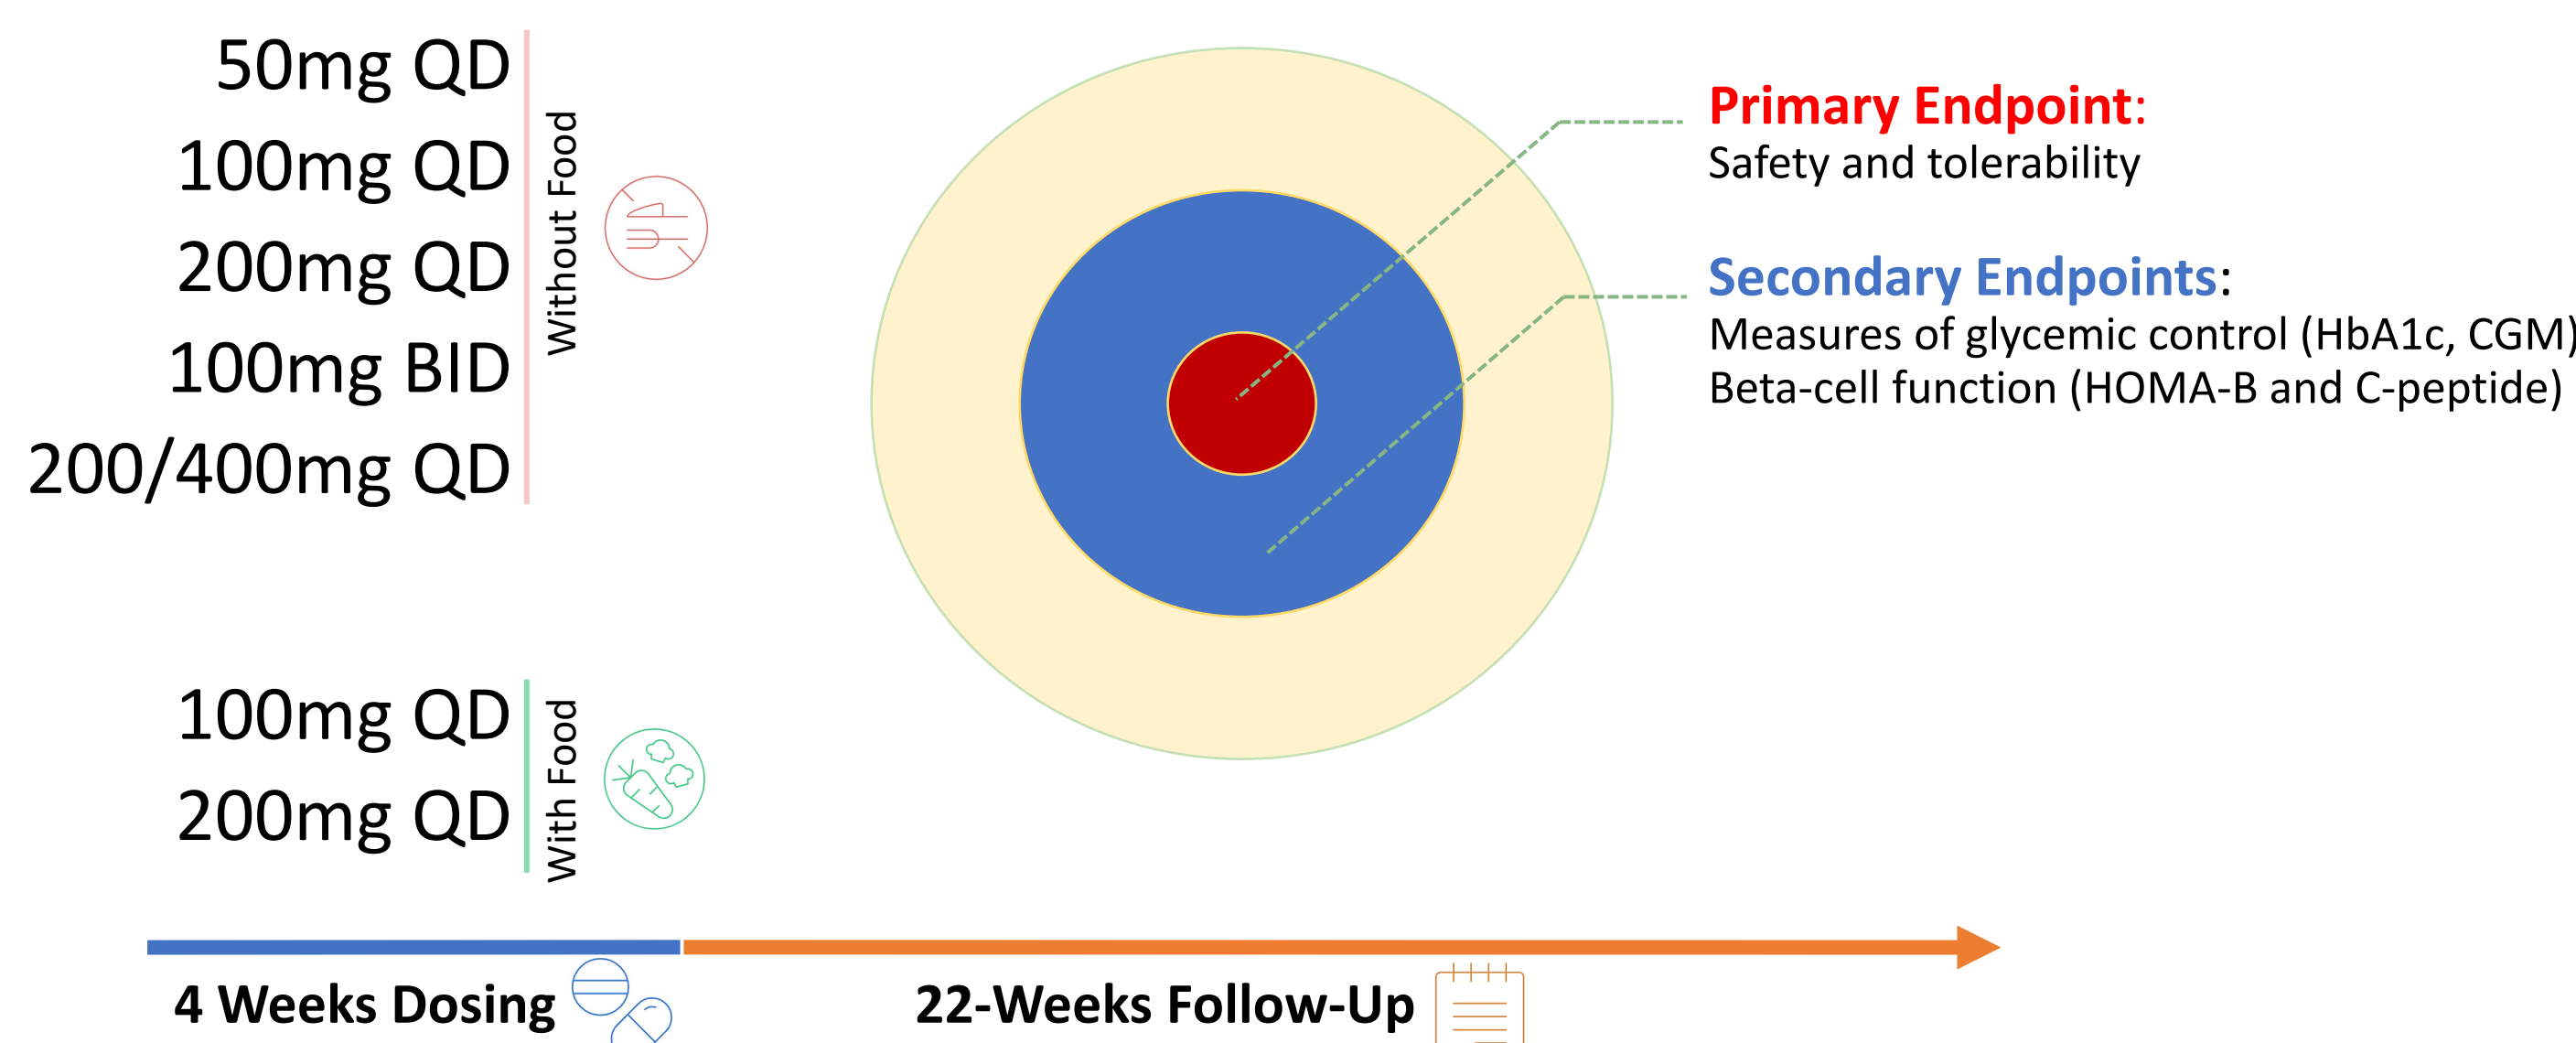 50mg QD
100mg QD
200mg QD
100mg BID
200/400mg QD
Without Food
100mg QD
200mg QD
With Food
Primary Endpoint:
Safety and tolerability
Secondary Endpoints:
Measures of glycemic control (HbA1c, CGM)
Beta-cell function (HOMA-B and C-peptide)
4 Weeks Dosing
22-Weeks Follow-Up